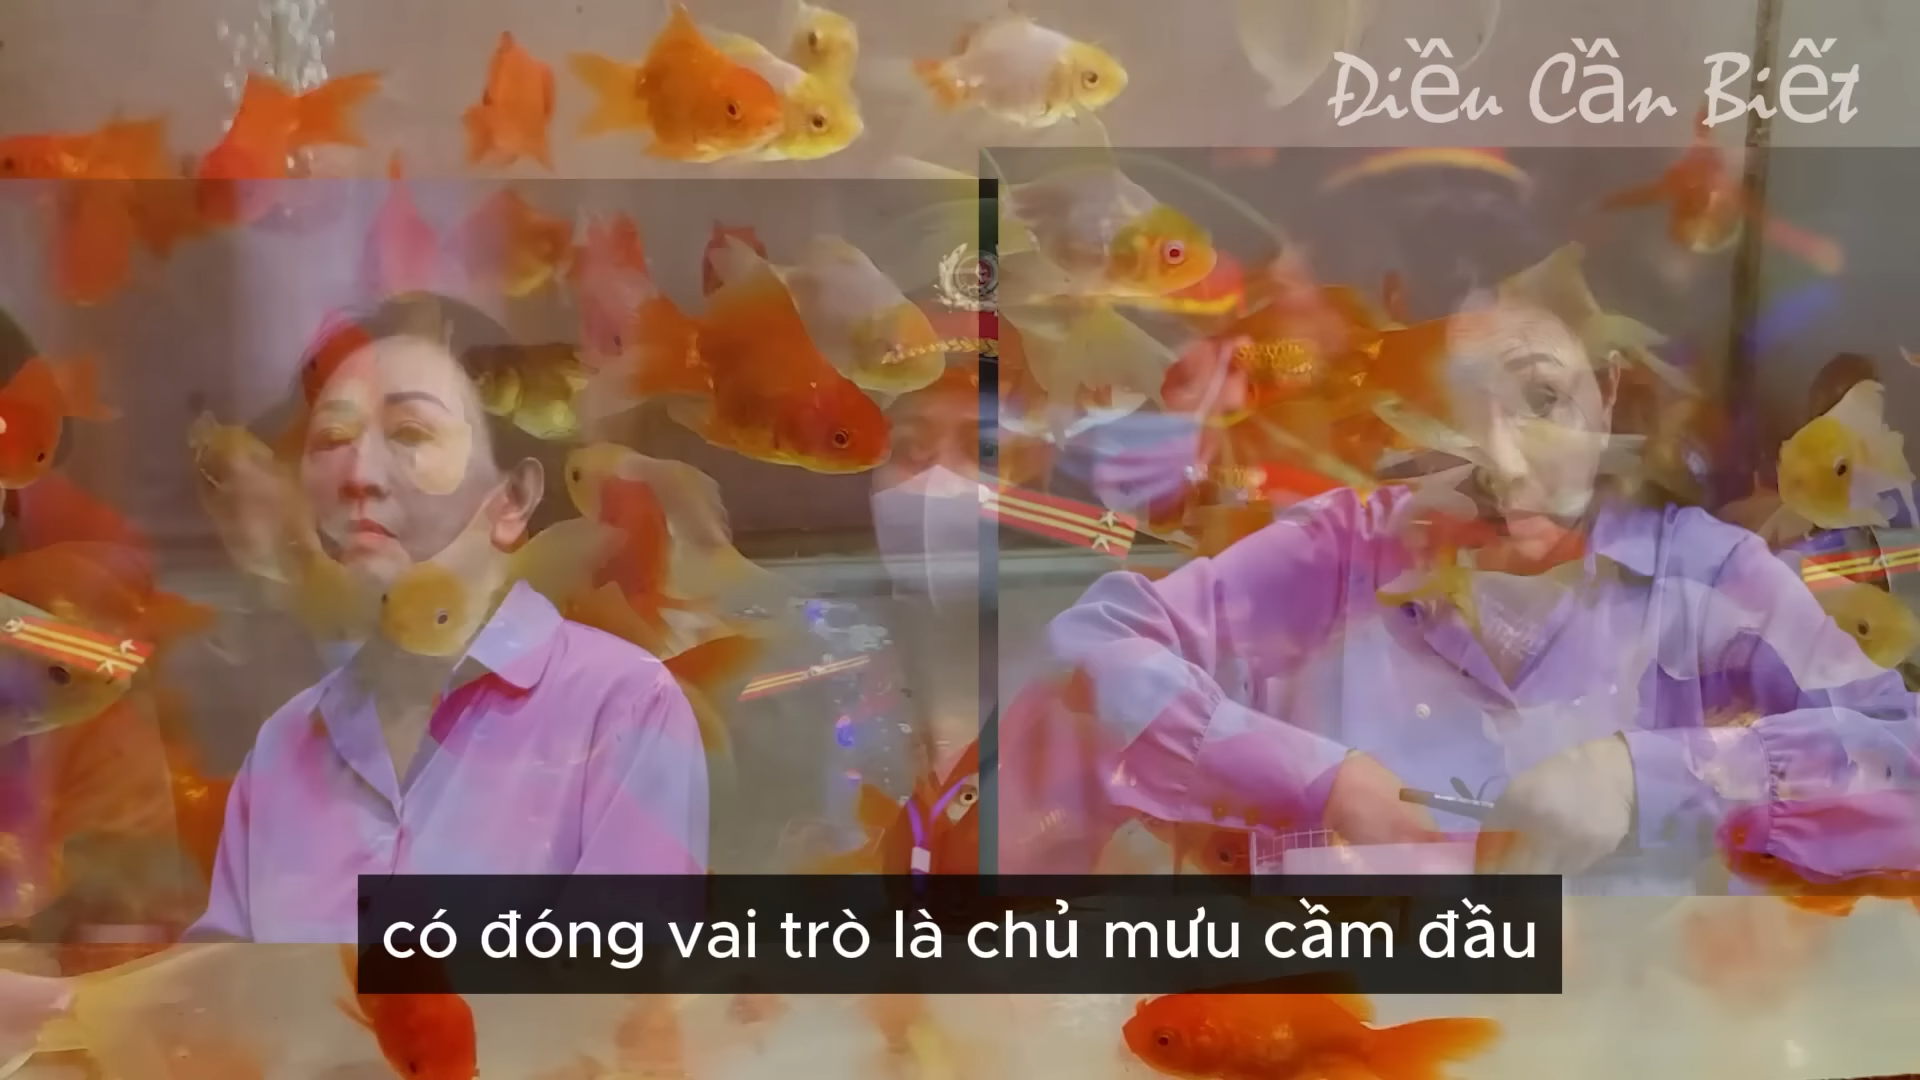 Điều Cần Biết
có đóng vai trò là chủ mưu cầm đầu